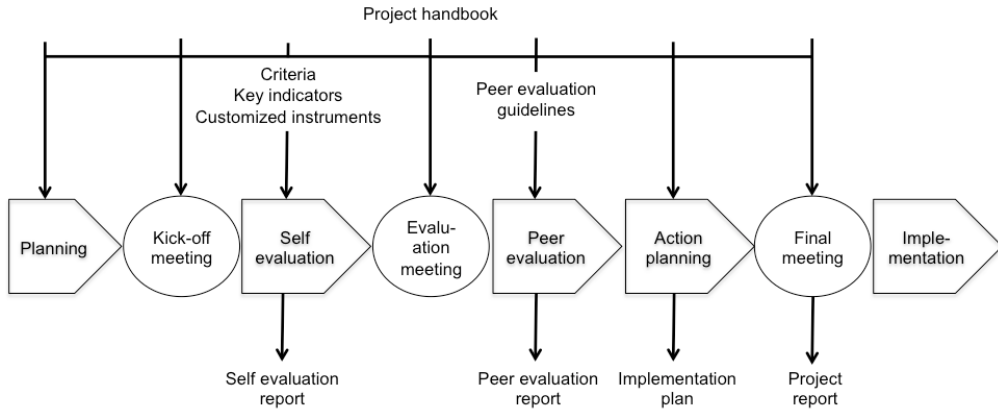 Project handbook
Criteria
Key indicators
Customized instruments
Peer evaluation
guidelines
Planning
Kick-off
meeting
Self
evaluation
Evalu-
ation
meeting
Peer
evaluation
Action
planning
Final
meeting
Imple-
mentation
Self evaluation
report
Peer evaluation
report
Implementation
plan
Project
report